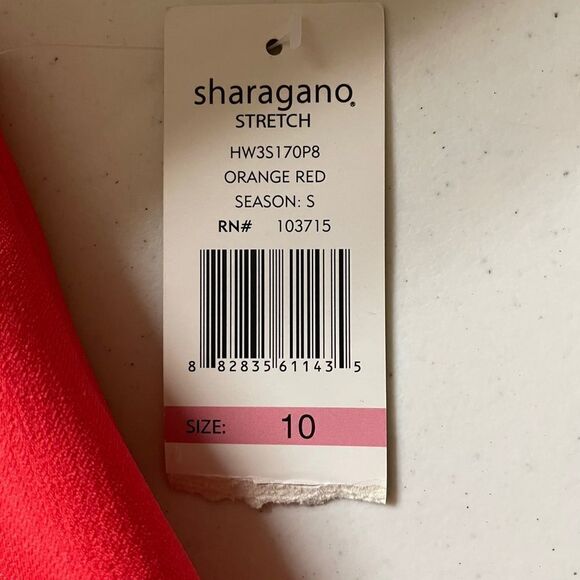 sharagano®
STRETCH
HW3S170P8
ORANGE RED
SEASON: S
RN# 103715
8 82835 61143 5
SIZE: 10